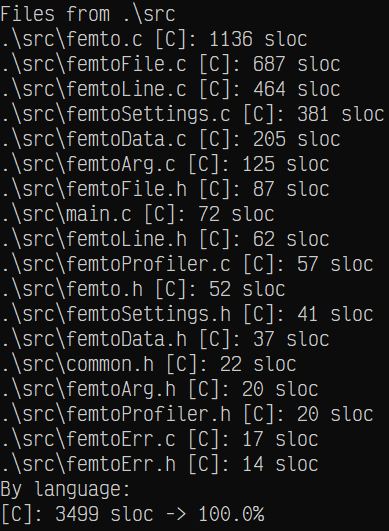 Files from .\src
.\src\femto.c [C]: 1136 sloc
.\src\femtoFile.c [C]: 687 sloc
.\src\femtoLine.c [C]: 464 sloc
.\src\femtoSettings.c [C]: 381 sloc
.\src\femtoData.c [C]: 205 sloc
.\src\femtoArg.c [C]: 125 sloc
.\src\femtoFile.h [C]: 87 sloc
.\src\main.c [C]: 72 sloc
.\src\femtoLine.h [C]: 62 sloc
.\src\femtoProfiler.c [C]: 57 sloc
.\src\femto.h [C]: 52 sloc
.\src\femtoSettings.h [C]: 41 sloc
.\src\femtoData.h [C]: 37 sloc
.\src\common.h [C]: 22 sloc
.\src\femtoArg.h [C]: 20 sloc
.\src\femtoProfiler.h [C]: 20 sloc
.\src\femtoErr.c [C]: 17 sloc
.\src\femtoErr.h [C]: 14 sloc
By language:
[C]: 3499 sloc -> 100.0%